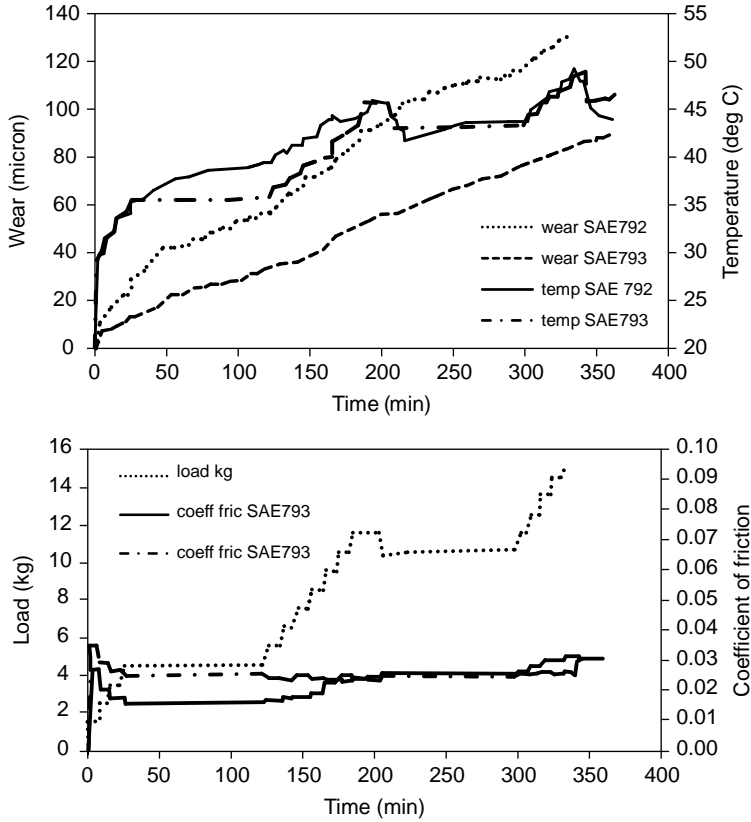 140
120
100
80
60
40
20
0
Wear (micron)
55
50
45
40
35
30
25
20
Temperature (deg C)
wear SAE792
wear SAE793
temp SAE 792
temp SAE793
0 50 100 150 200 250 300 350 400
Time (min)
16
14
12
10
8
6
4
2
0
Load (kg)
load kg
coeff fric SAE793
coeff fric SAE793
0.10
0.09
0.08
0.07
0.06
0.05
0.04
0.03
0.02
0.01
0.00
Coefficient of friction
0 50 100 150 200 250 300 350 400
Time (min)